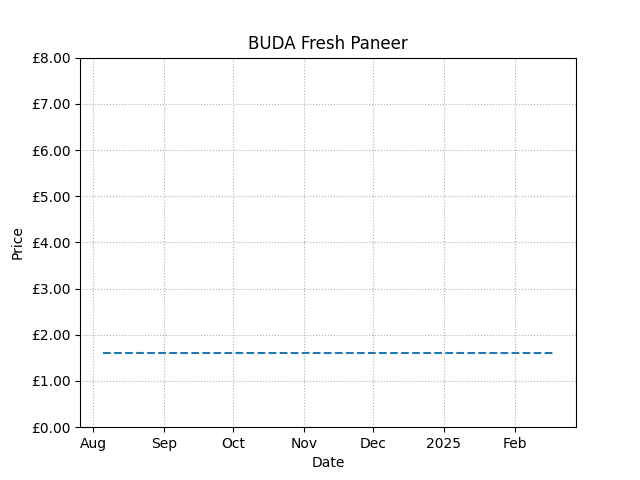 BUDA Fresh Paneer
£8.00
£7.00
£6.00
£5.00
£4.00
£3.00
£2.00
£1.00
£0.00
Price
Aug Sep Oct Nov Dec 2025 Feb
Date